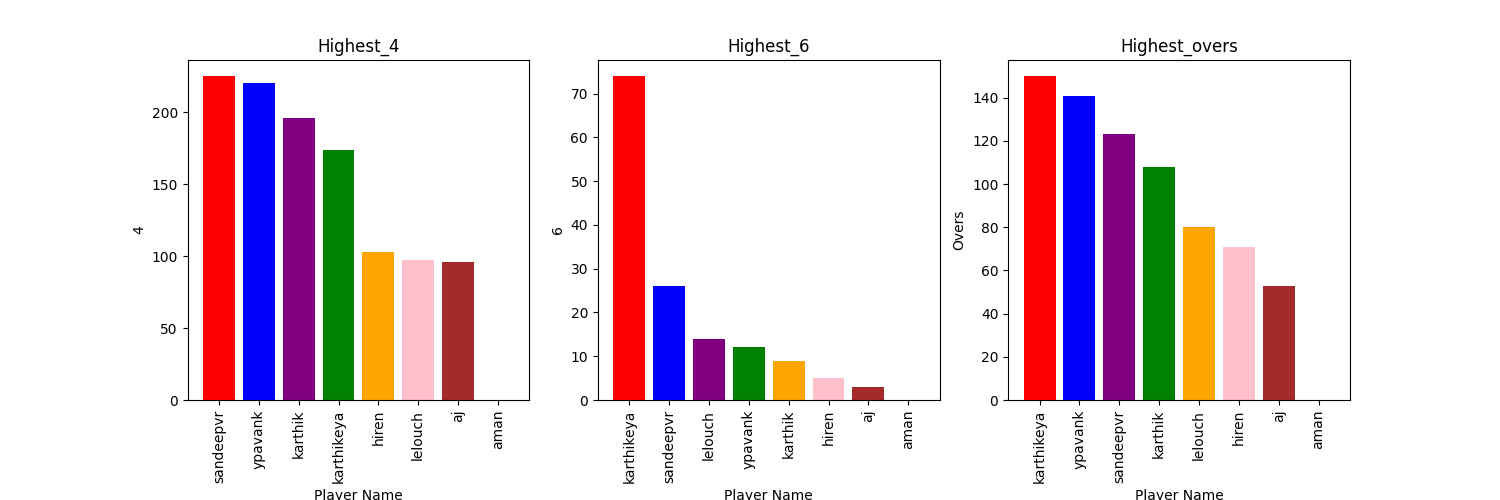 Highest_4
4
200
150
100
50
0
sandeepvr
ypavank
karthik
karthikeya
hiren
lelouch
aj
aman
Player Name
Highest_6
6
70
60
50
40
30
20
10
0
karthikeya
sandeepvr
lelouch
ypavank
karthik
hiren
aj
aman
Player Name
Highest_overs
Overs
140
120
100
80
60
40
20
0
karthikeya
ypavank
sandeepvr
karthik
lelouch
hiren
aj
aman
Player Name